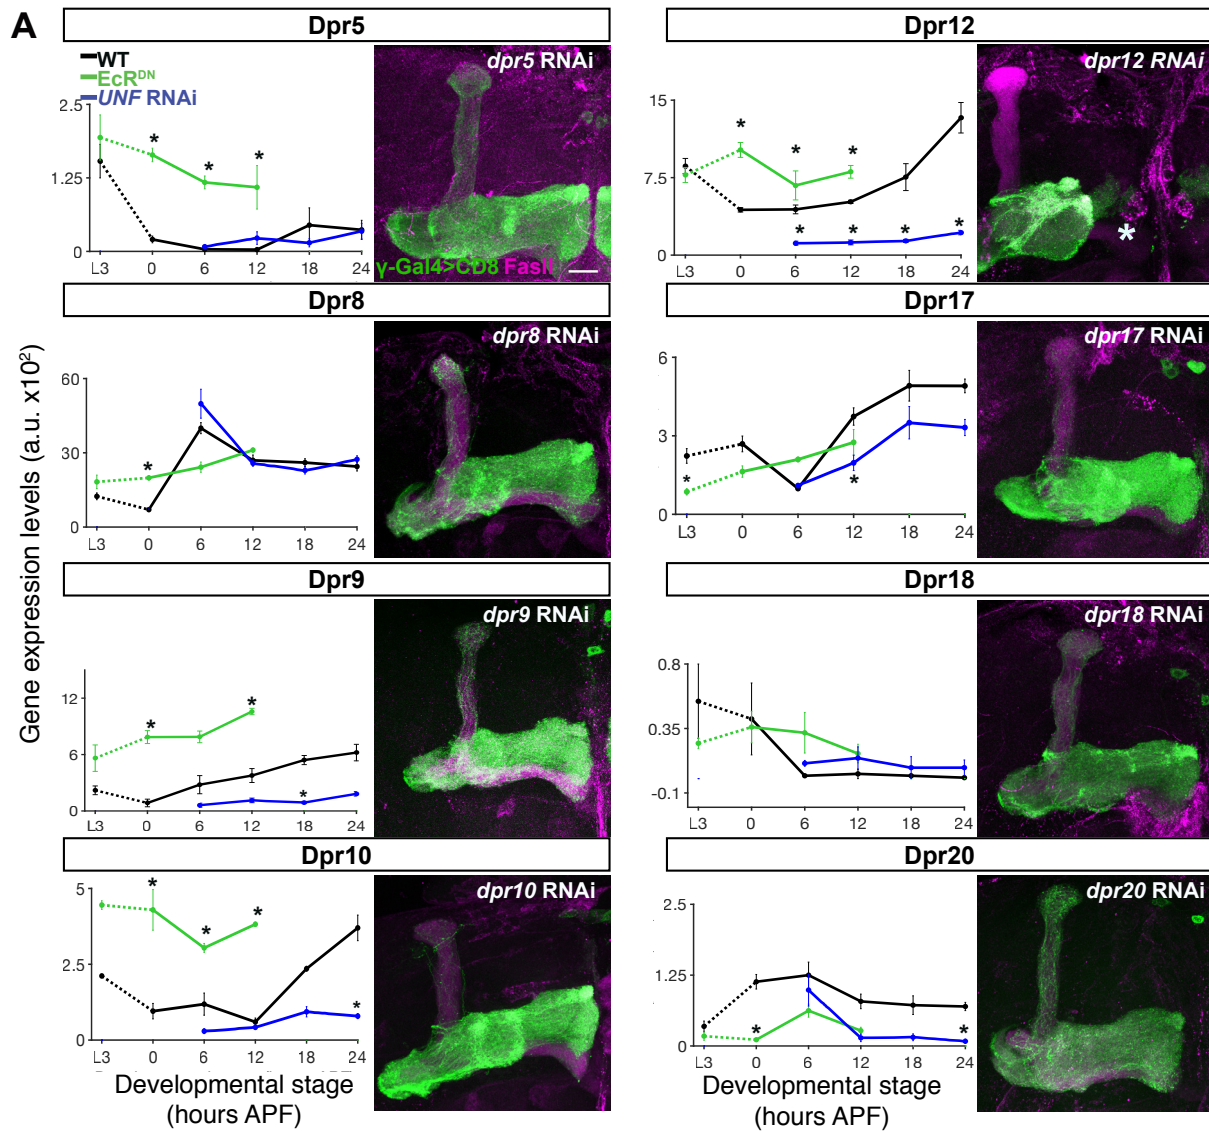 A
Dpr5
WT
EcRDN
UNF RNAi
2.5
1.25
0
L3 0 6 12 18 24
dpr5 RNAi
γ-Gal4>CD8 FasII
Dpr12
15
7.5
0
L3 0 6 12 18 24
* * *
* * * *
dpr12 RNAi
*
Dpr8
60
30
0
L3 0 6 12 18 24
*
dpr8 RNAi
Dpr17
6
3
0
L3 0 6 12 18 24
* *
dpr17 RNAi
Gene expression levels (a.u. x10²)
Dpr9
12
6
0
L3 0 6 12 18 24
* * *
dpr9 RNAi
Dpr18
0.8
0.35
-0.1
L3 0 6 12 18 24
dpr18 RNAi
Dpr10
5
2.5
0
L3 0 6 12 18 24
* * * *
dpr10 RNAi
Developmental stage
(hours APF)
Dpr20
2.5
1.25
0
L3 0 6 12 18 24
* *
dpr20 RNAi
Developmental stage
(hours APF)